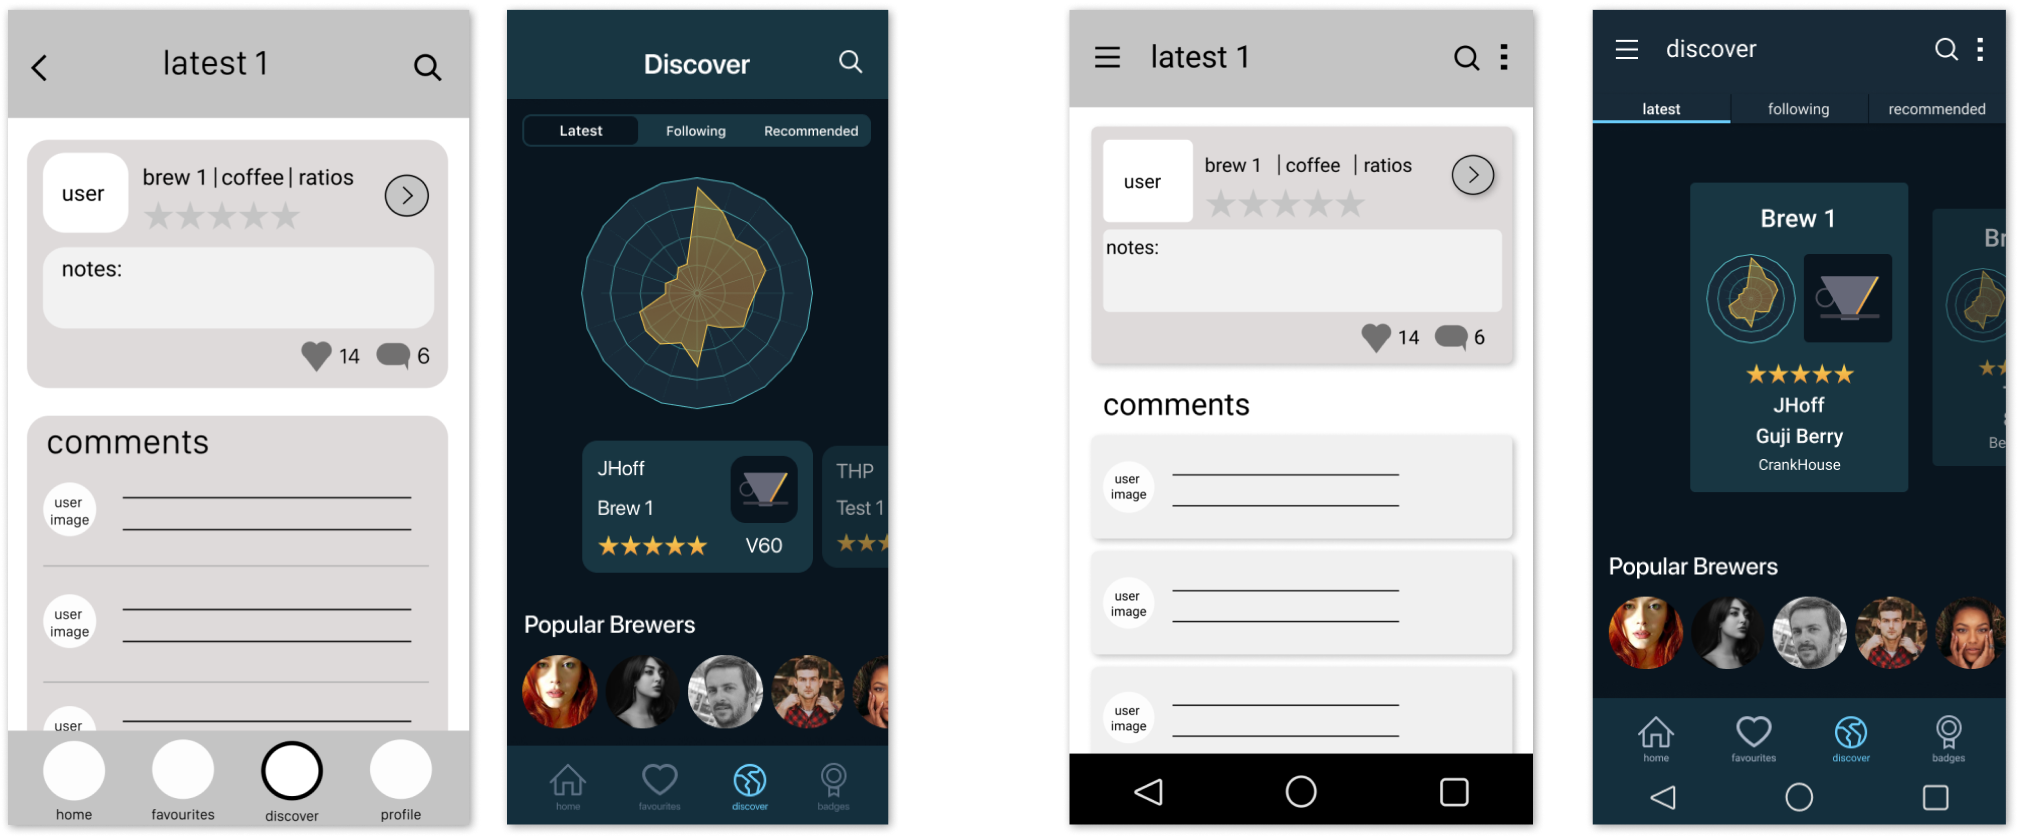 latest 1
user
brew 1 | coffee | ratios
notes:
14 6
comments
user
image
user
image
user
home favourites discover profile
Discover
Latest Following Recommended
JHoff
Brew 1
V60
THP
Test 1
Popular Brewers
home favourites discover badges
latest 1
user
brew 1 | coffee | ratios
notes:
14 6
comments
user
image
user
image
user
image
discover
latest following recommended
Brew 1
JHoff
Guji Berry
CrankHouse
Br
Be
Popular Brewers
home favourites discover badges